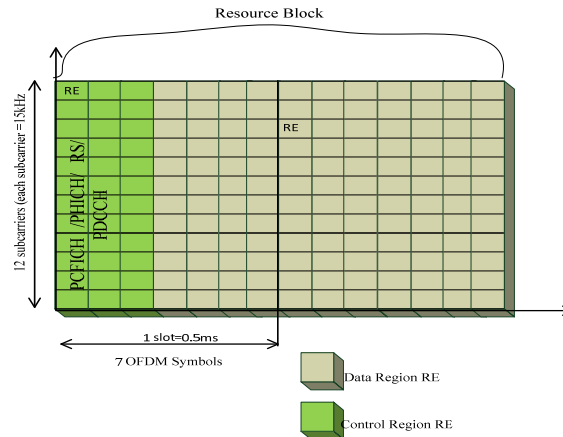 Resource Block
RE
RE
12 subcarriers (each subcarrier =15kHz
PCFICH /PHICH/ RS/
PDCCH
1 slot=0.5ms
7 OFDM Symbols
Data Region RE
Control Region RE